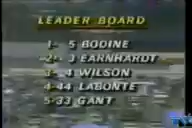 LEADER BOARD
1- 5 BODINE
2- 3 EARNHARDT
3- 4 WILSON
4-44 LABONTE
5-33 GANT